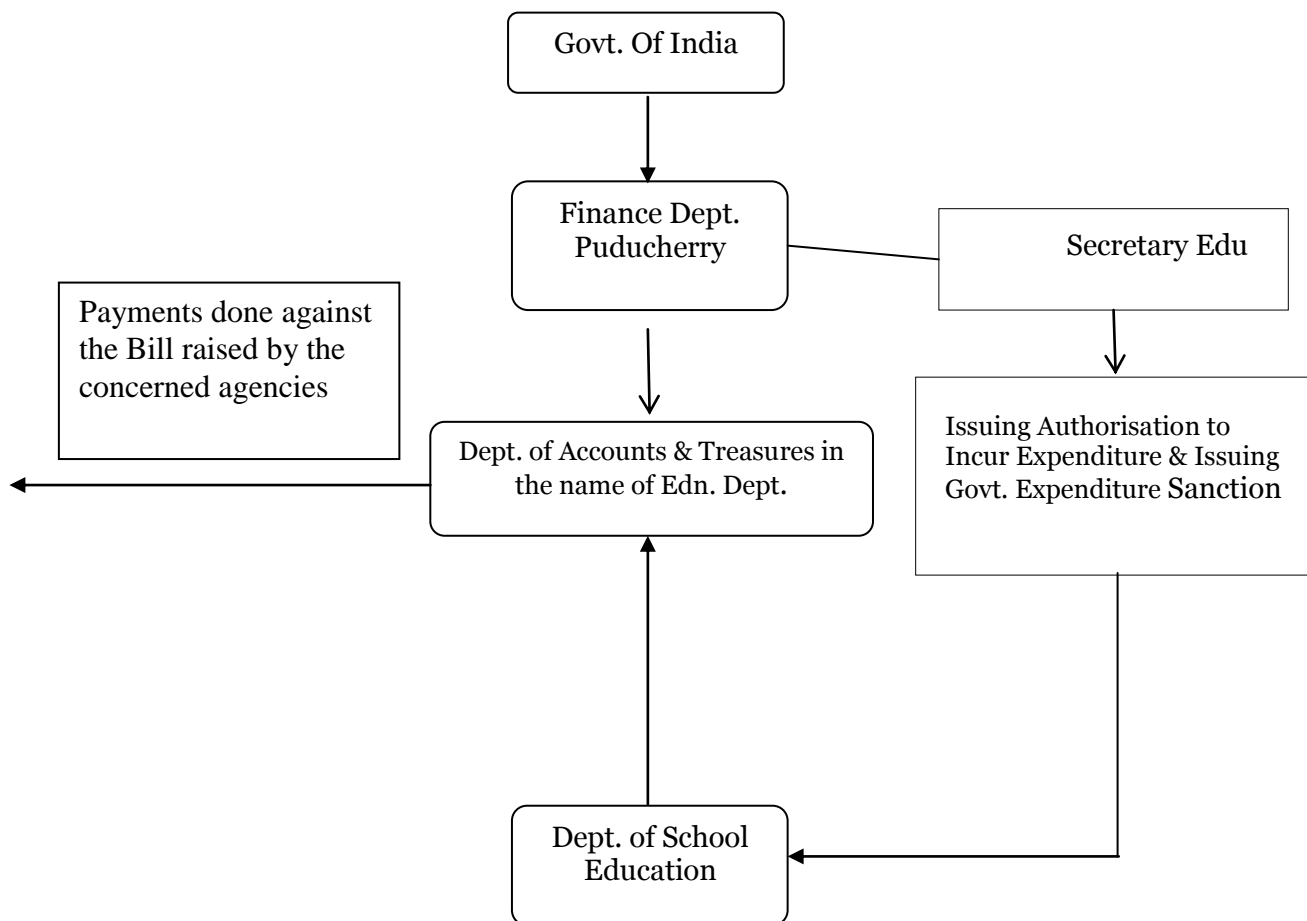 Govt. Of India
Finance Dept.
Puducherry
Secretary Edu
Payments done against
the Bill raised by the
concerned agencies
Dept. of Accounts & Treasures in
the name of Edn. Dept.
Issuing Authorisation to
Incur Expenditure & Issuing
Govt. Expenditure Sanction
Dept. of School
Education